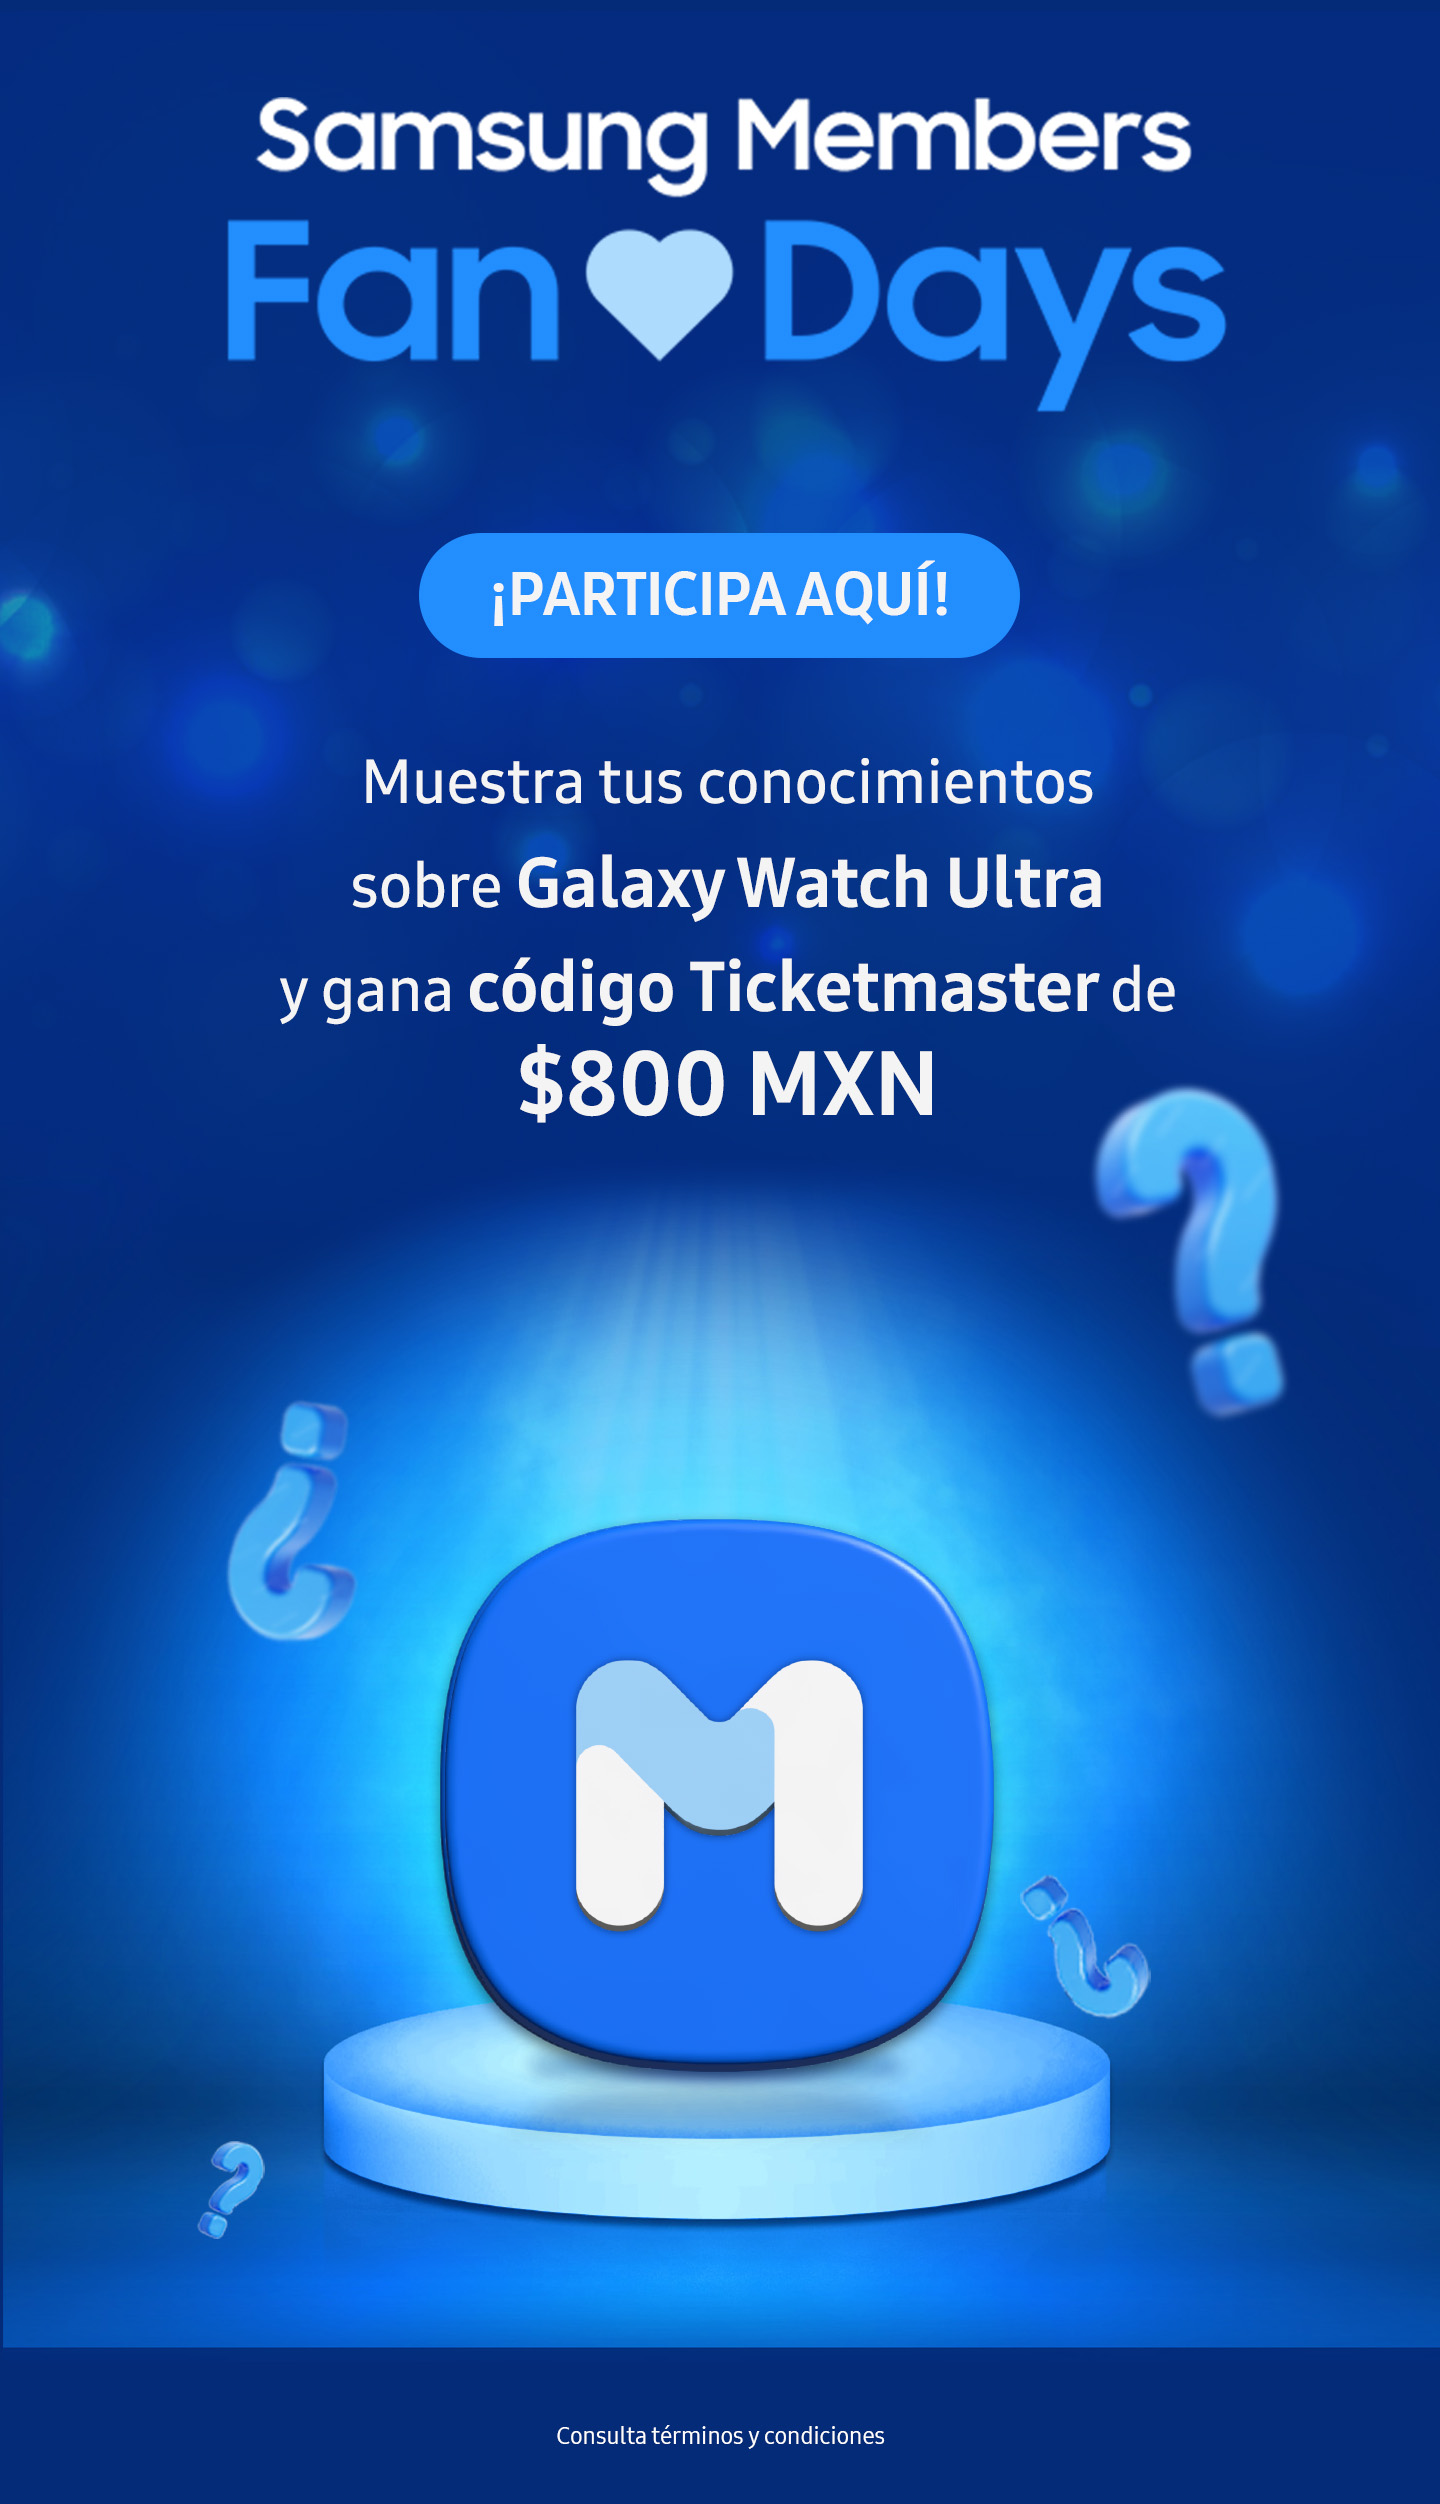 Samsung Members
Fan Days
¡PARTICIPA AQUÍ!
Muestra tus conocimientos
sobre Galaxy Watch Ultra
y gana código Ticketmaster de
$800 MXN
?
¿
M
¿
?
Consulta términos y condiciones